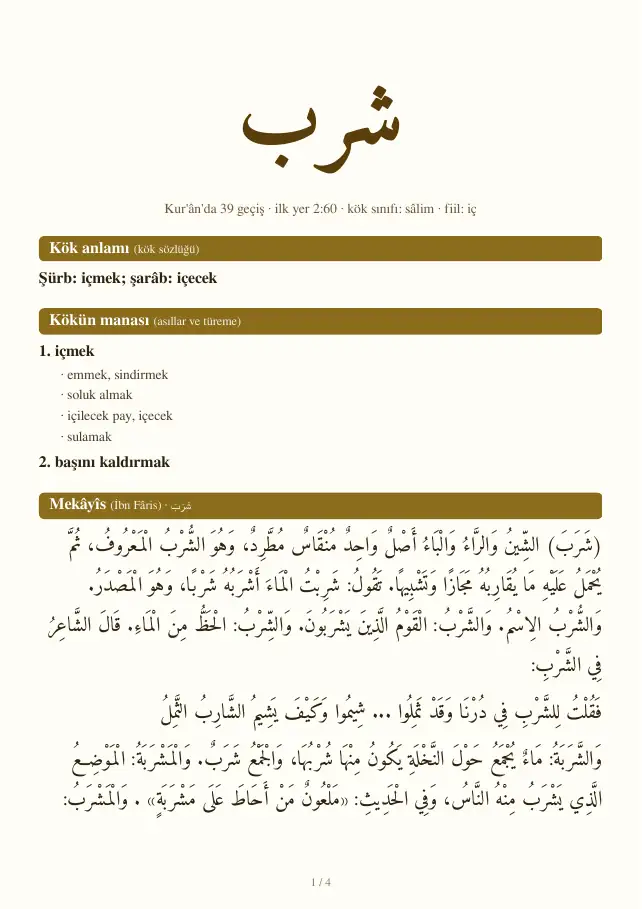 شرب
Kur'ân'da 39 geçiş · ilk yer 2:60 · kök sınıfı: sâlim · fiil: iç
Kök anlamı (kök sözlüğü)
Şürb: içmek; şarâb: içecek
Kökün manası (asıllar ve türeme)
1. içmek
· emmek, sindirmek
· soluk almak
· içilecek pay, içecek
· sulamak
2. başını kaldırmak
Mekâyîs (İbn Fâris) · شَرَبَ
(شَرَبَ) الشِّينُ وَالرَّاءُ وَالْبَاءُ أَصْلٌ وَاحِدٌ مُنْقَاسٌ مُطَّرِدٌ، وَهُوَ الشُّرْبُ الْمَعْرُوفُ، ثُمَّ
يُحْمَلُ عَلَيْهِ مَا يُقَارِبُهُ مَجَازًا وَتَشْبِيهًا. تَقُولُ: شَرِبْتُ الْمَاءَ أَشْرَبُهُ شَرْبًا، وَهُوَ الْمَصْدَرُ.
وَالشُّرْبُ الِاسْمُ. وَالشَّرْبُ: الْقَوْمُ الَّذِينَ يَشْرَبُونَ. وَالشِّرْبُ: الْحَظُّ مِنَ الْمَاءِ. قَالَ الشَّاعِرُ
فِي الشَّرْبِ:
فَقُلْتُ لِلشَّرْبِ فِي دُرْنَا وَقَدْ ثَمِلُوا ... شِيمُوا وَكَيْفَ يَشِيمُ الشَّارِبُ الثَّمِلُ
وَالشَّرَبَةُ: مَاءٌ يُجْمَعُ حَوْلَ النَّخْلَةِ يَكُونُ مِنْهَا شُرْبُهَا، وَالْجَمْعُ شَرَبٌ. وَالْمَشْرَبَةُ: الْمَوْضِعُ
الَّذِي يَشْرَبُ مِنْهُ النَّاسُ، وَفِي الْحَدِيثِ: «مَلْعُونٌ مَنْ أَحَاطَ عَلَى مَشْرَبَةٍ» . وَالْمَشْرَبُ:
1 / 4